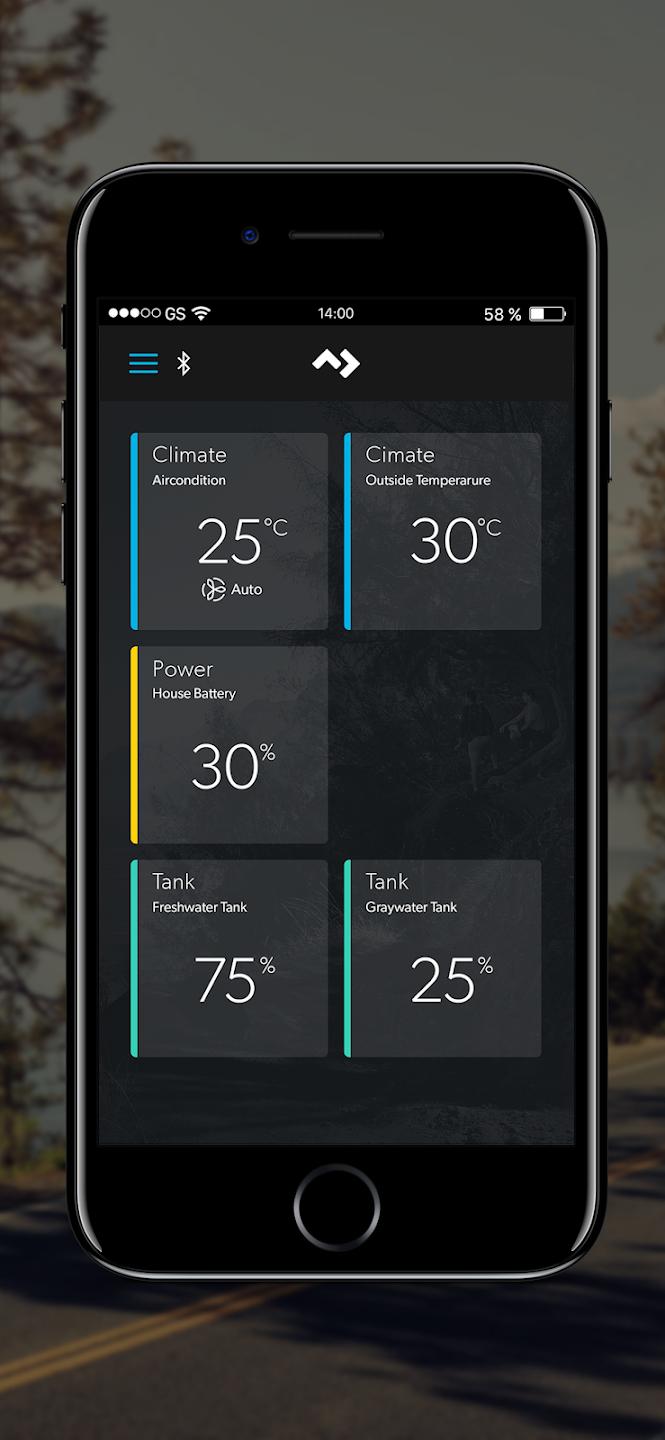 GS 14:00 58 %
Climate
Aircondition
25°C
Auto
Cimate
Outside Temperarure
30°C
Power
House Battery
30%
Tank
Freshwater Tank
75%
Tank
Graywater Tank
25%